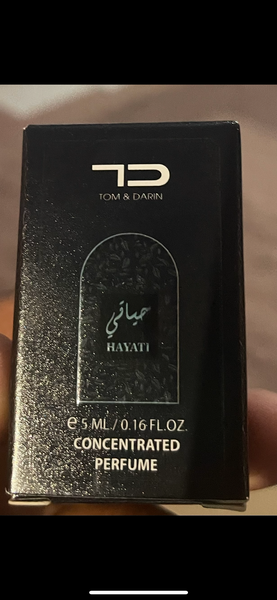 TD
TOM & DARIN
حياتي
HAYATI
e 5 ML / 0.16 FL.OZ.
CONCENTRATED
PERFUME